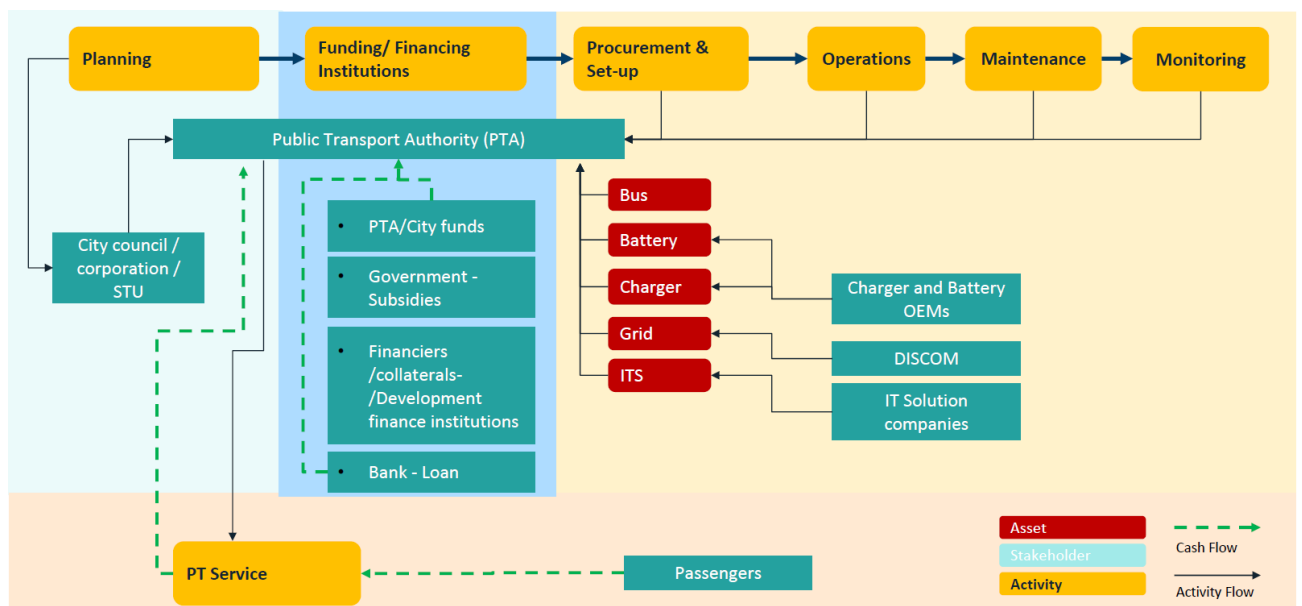 Planning
Funding/ Financing
Institutions
Procurement &
Set-up
Operations
Maintenance
Monitoring
Public Transport Authority (PTA)
City council /
corporation /
STU
• PTA/City funds
• Government -
Subsidies
• Financiers
/collaterals-
/Development
finance institutions
• Bank - Loan
Bus
Battery
Charger
Grid
ITS
Charger and Battery
OEMs
DISCOM
IT Solution
companies
PT Service
Passengers
Asset
Stakeholder
Activity
Cash Flow
Activity Flow